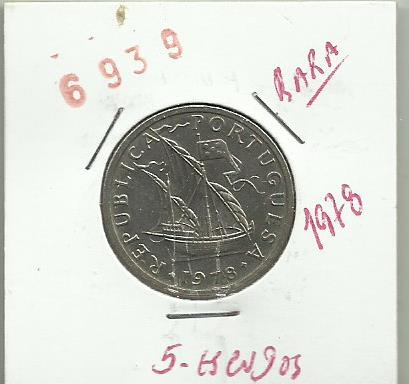 6939
RARA
REPUBLICA PORTUGUESA
1978
1978
5-escudos